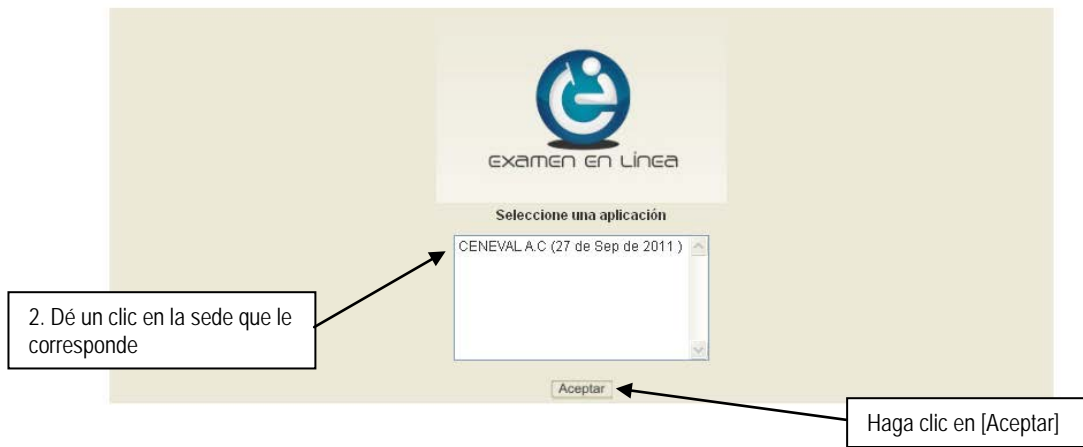 examen en Línea
Seleccione una aplicación
CENEVAL A.C (27 de Sep de 2011 )
2. Dé un clic en la sede que le
corresponde
Aceptar
Haga clic en [Aceptar]